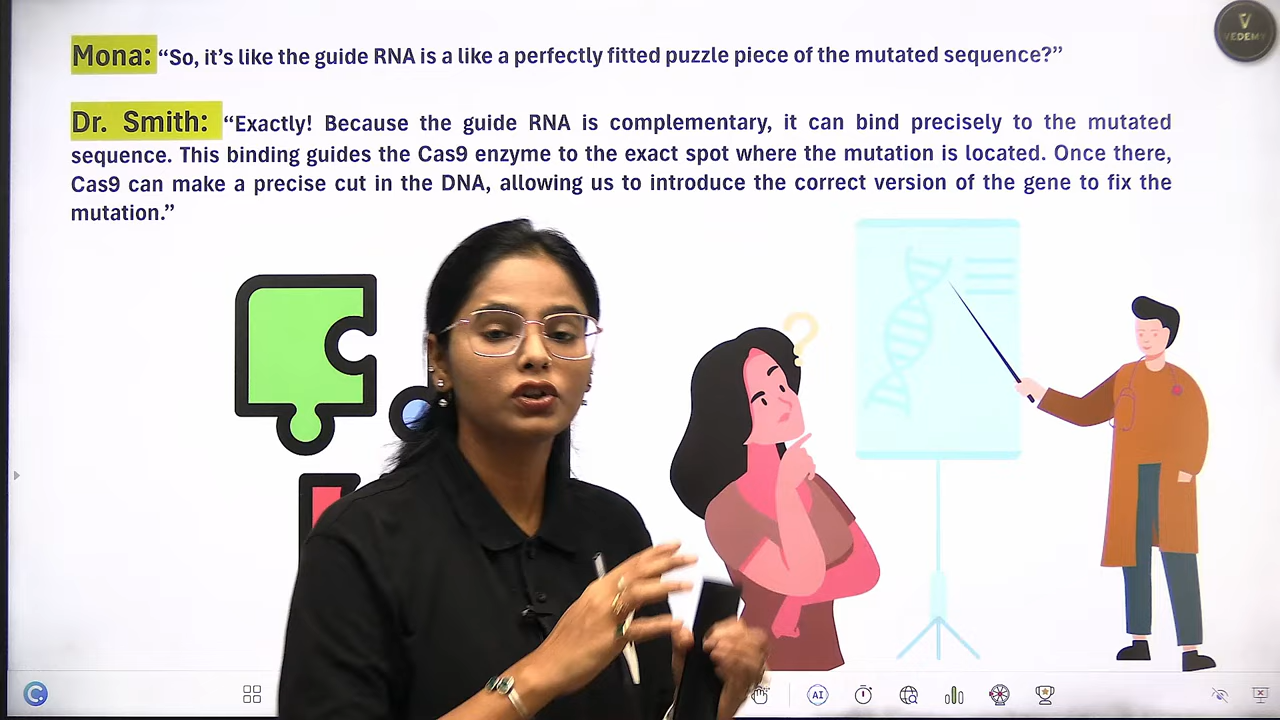 Mona: “So, it’s like the guide RNA is a like a perfectly fitted puzzle piece of the mutated sequence?”
Dr. Smith: “Exactly! Because the guide RNA is complementary, it can bind precisely to the mutated
sequence. This binding guides the Cas9 enzyme to the exact spot where the mutation is located. Once there,
Cas9 can make a precise cut in the DNA, allowing us to introduce the correct version of the gene to fix the
mutation.”
V
VEDEMY
?
C
AI